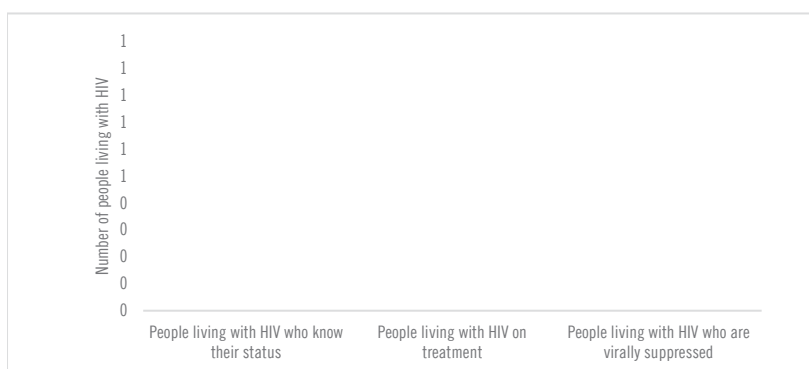 Number of people living with HIV
1
1
1
1
1
1
0
0
0
0
0
People living with HIV who know
their status
People living with HIV on
treatment
People living with HIV who are
virally suppressed